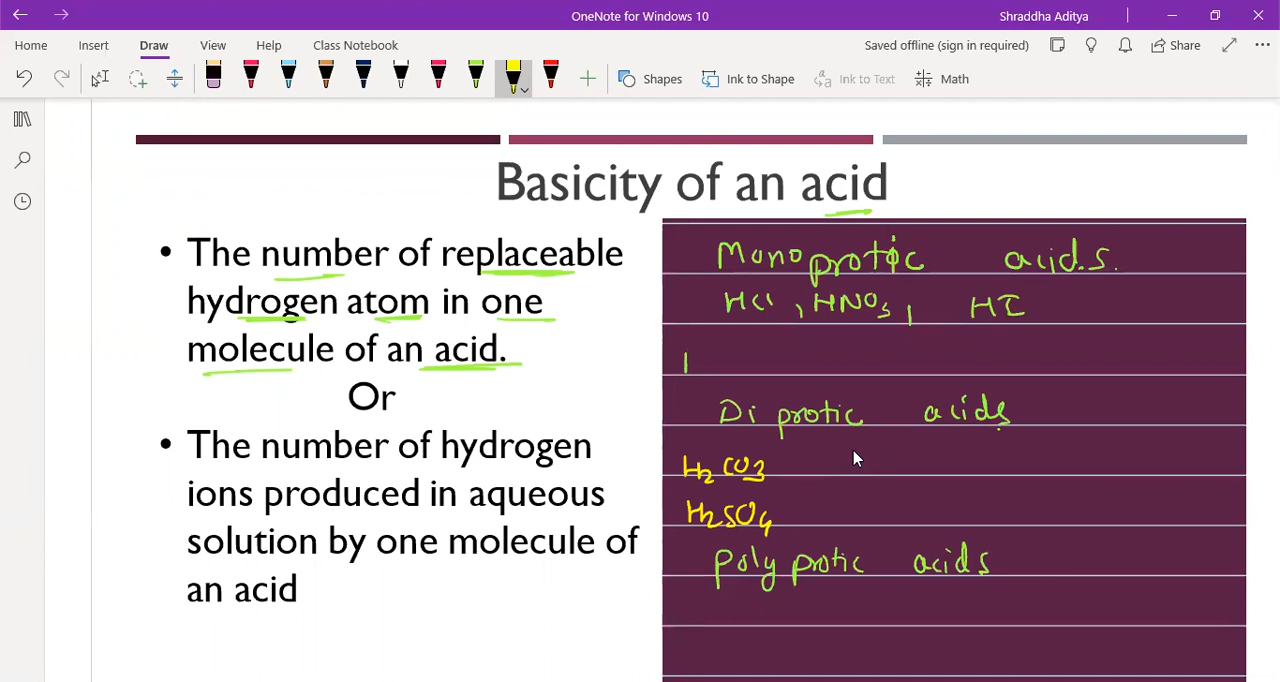 OneNote for Windows 10
Shraddha Aditya
Home Insert Draw View Help Class Notebook
Saved offline (sign in required) Share
Shapes Ink to Shape Ink to Text Math
Basicity of an acid
• The number of replaceable
hydrogen atom in one
molecule of an acid.
Or
• The number of hydrogen
ions produced in aqueous
solution by one molecule of
an acid
Mono protic acids.
HCl, HNO3, HI
1
Di protic acids
H2CO3
H2SO4
Poly protic acids